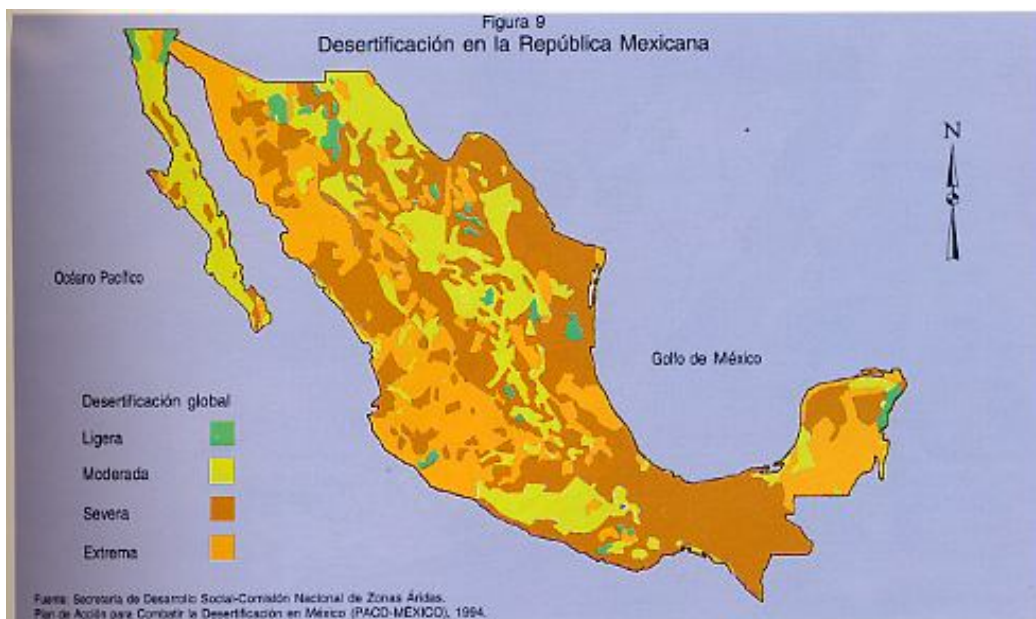 Figura 9
Desertificación en la República Mexicana
N
Océano Pacífico
Golfo de México
Desertificación global
Ligera
Moderada
Severa
Extrema
Fuente: Secretaría de Desarrollo Social-Comisión Nacional de Zonas Áridas.
Plan de Acción para Combatir la Desertificación en México (PACD-MÉXICO), 1994.